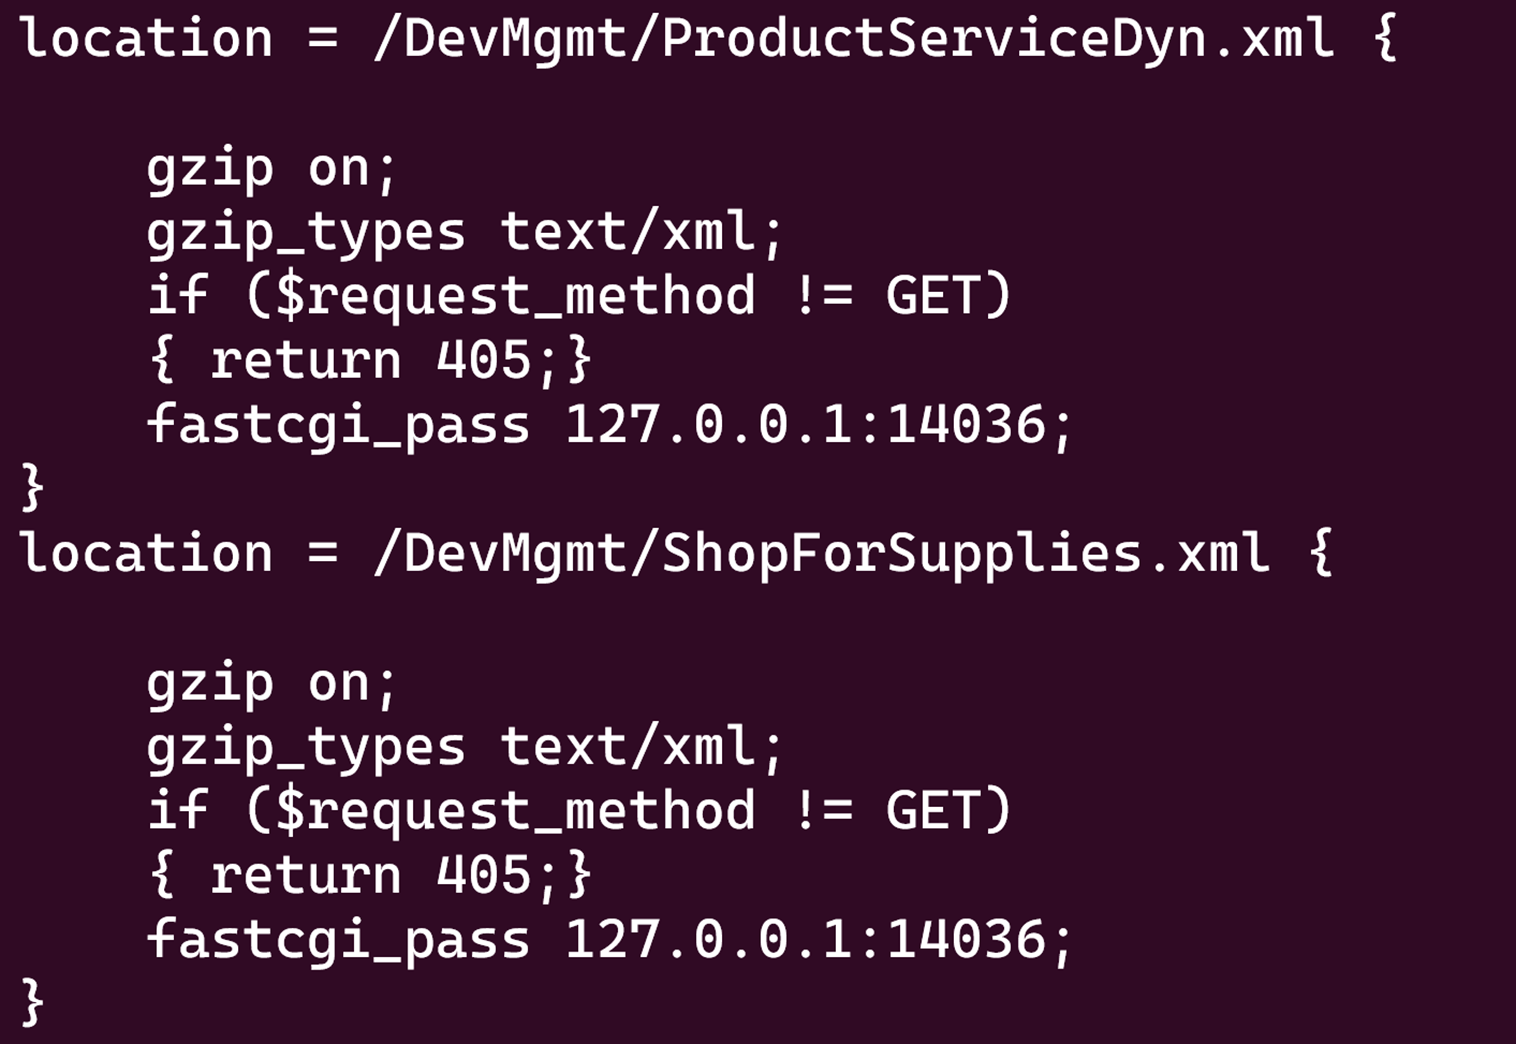 location = /DevMgmt/ProductServiceDyn.xml {
    gzip on;
    gzip_types text/xml;
    if ($request_method != GET)
    { return 405;}
    fastcgi_pass 127.0.0.1:14036;
}
location = /DevMgmt/ShopForSupplies.xml {
    gzip on;
    gzip_types text/xml;
    if ($request_method != GET)
    { return 405;}
    fastcgi_pass 127.0.0.1:14036;
}